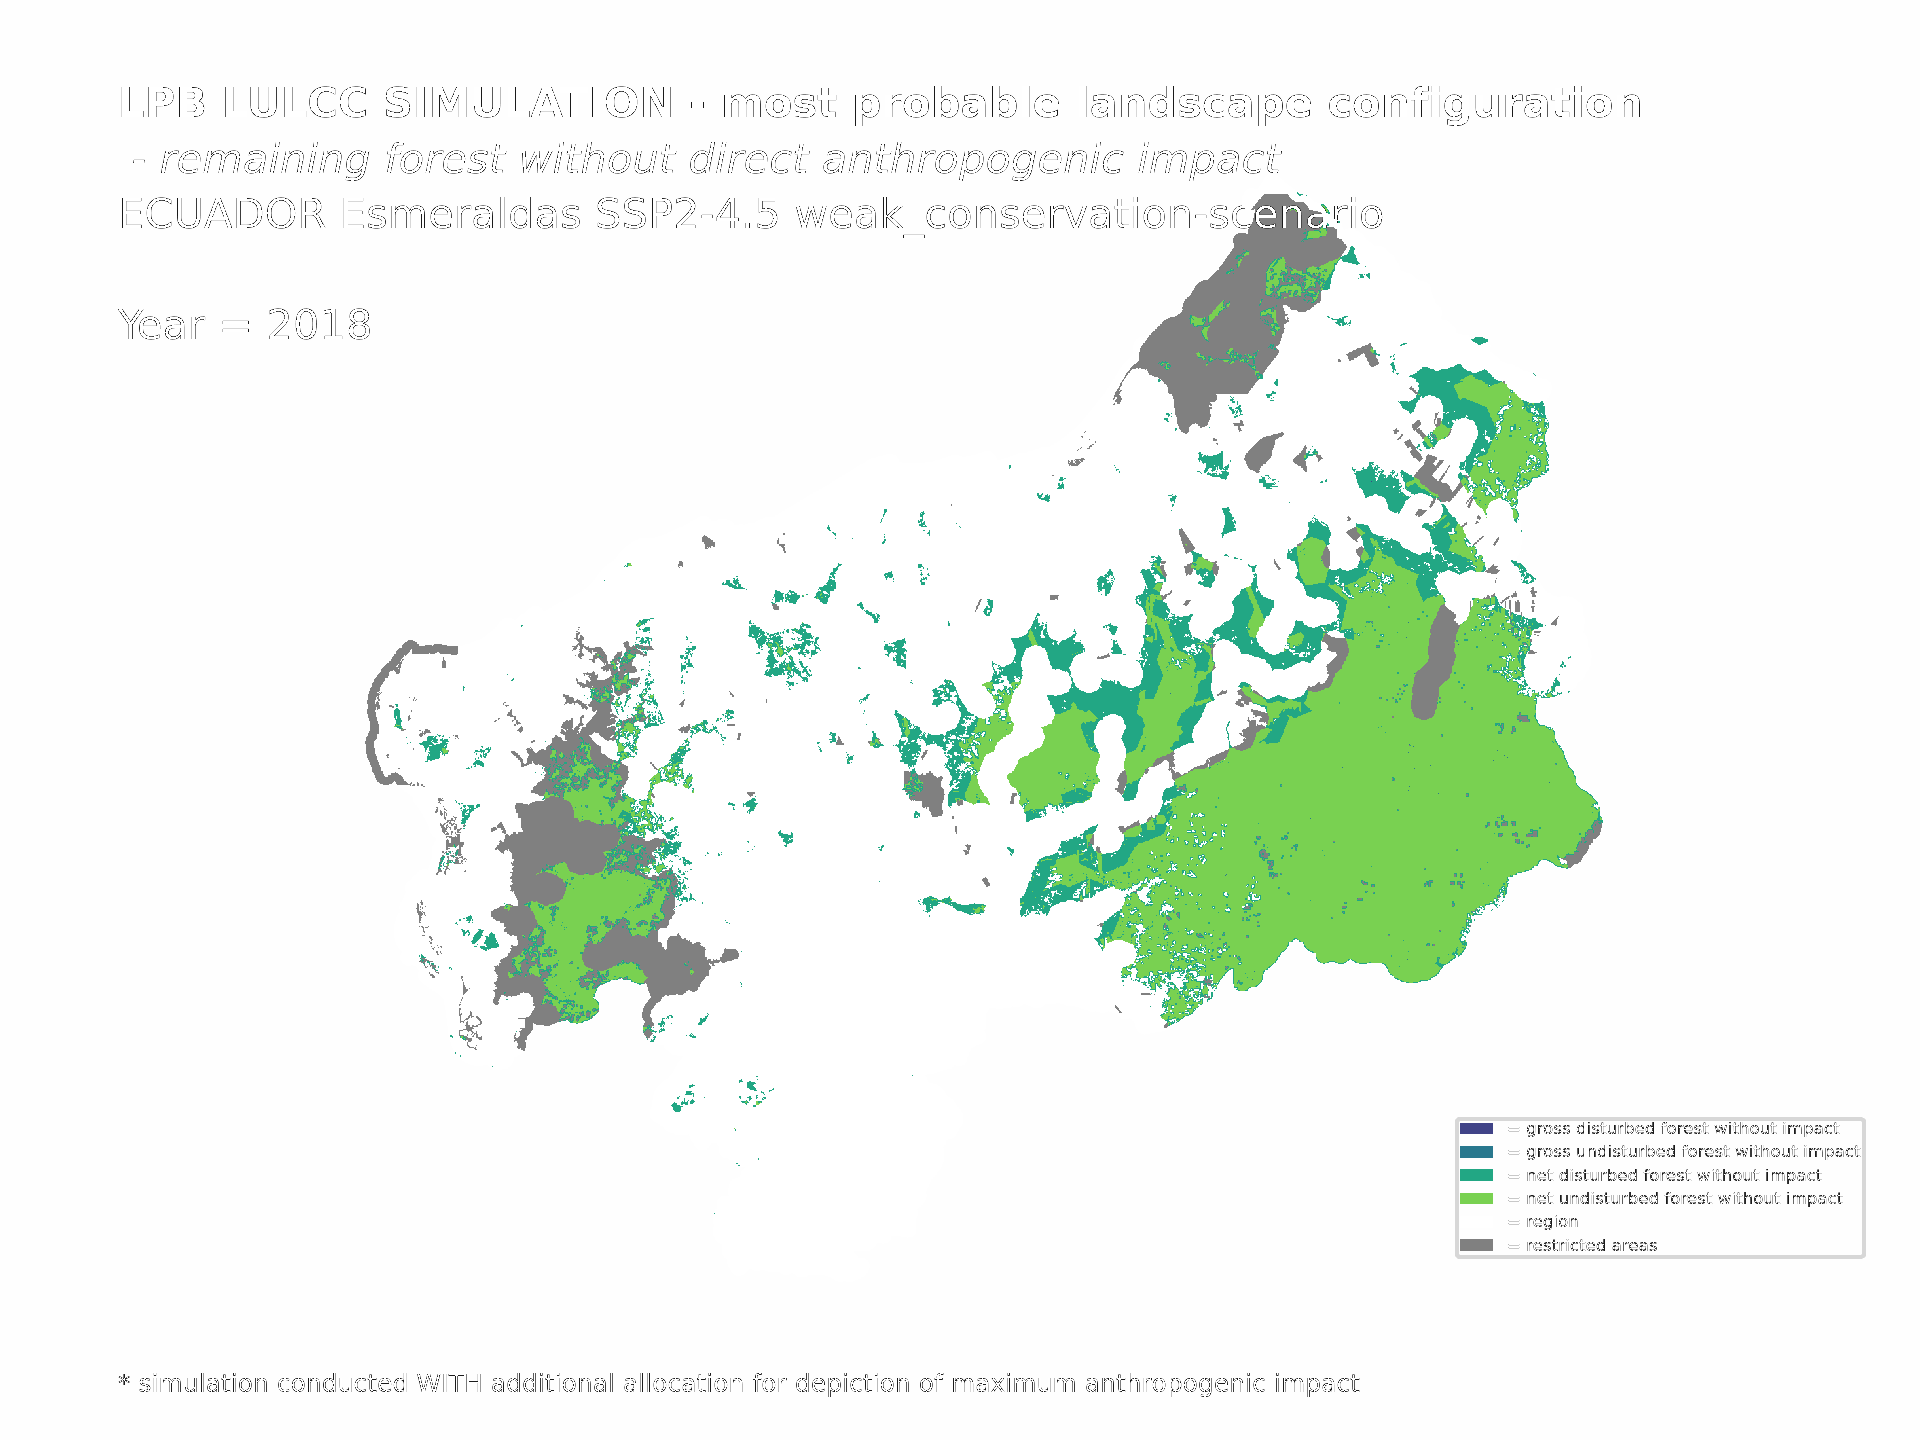 LPB LULCC SIMULATION - most probable landscape configuration
- remaining forest without direct anthropogenic impact
ECUADOR Esmeraldas SSP2-4.5 weak_conservation-scenario
Year = 2018
= gross disturbed forest without impact
= gross undisturbed forest without impact
= net disturbed forest without impact
= net undisturbed forest without impact
= region
= restricted areas
* simulation conducted WITH additional allocation for depiction of maximum anthropogenic impact